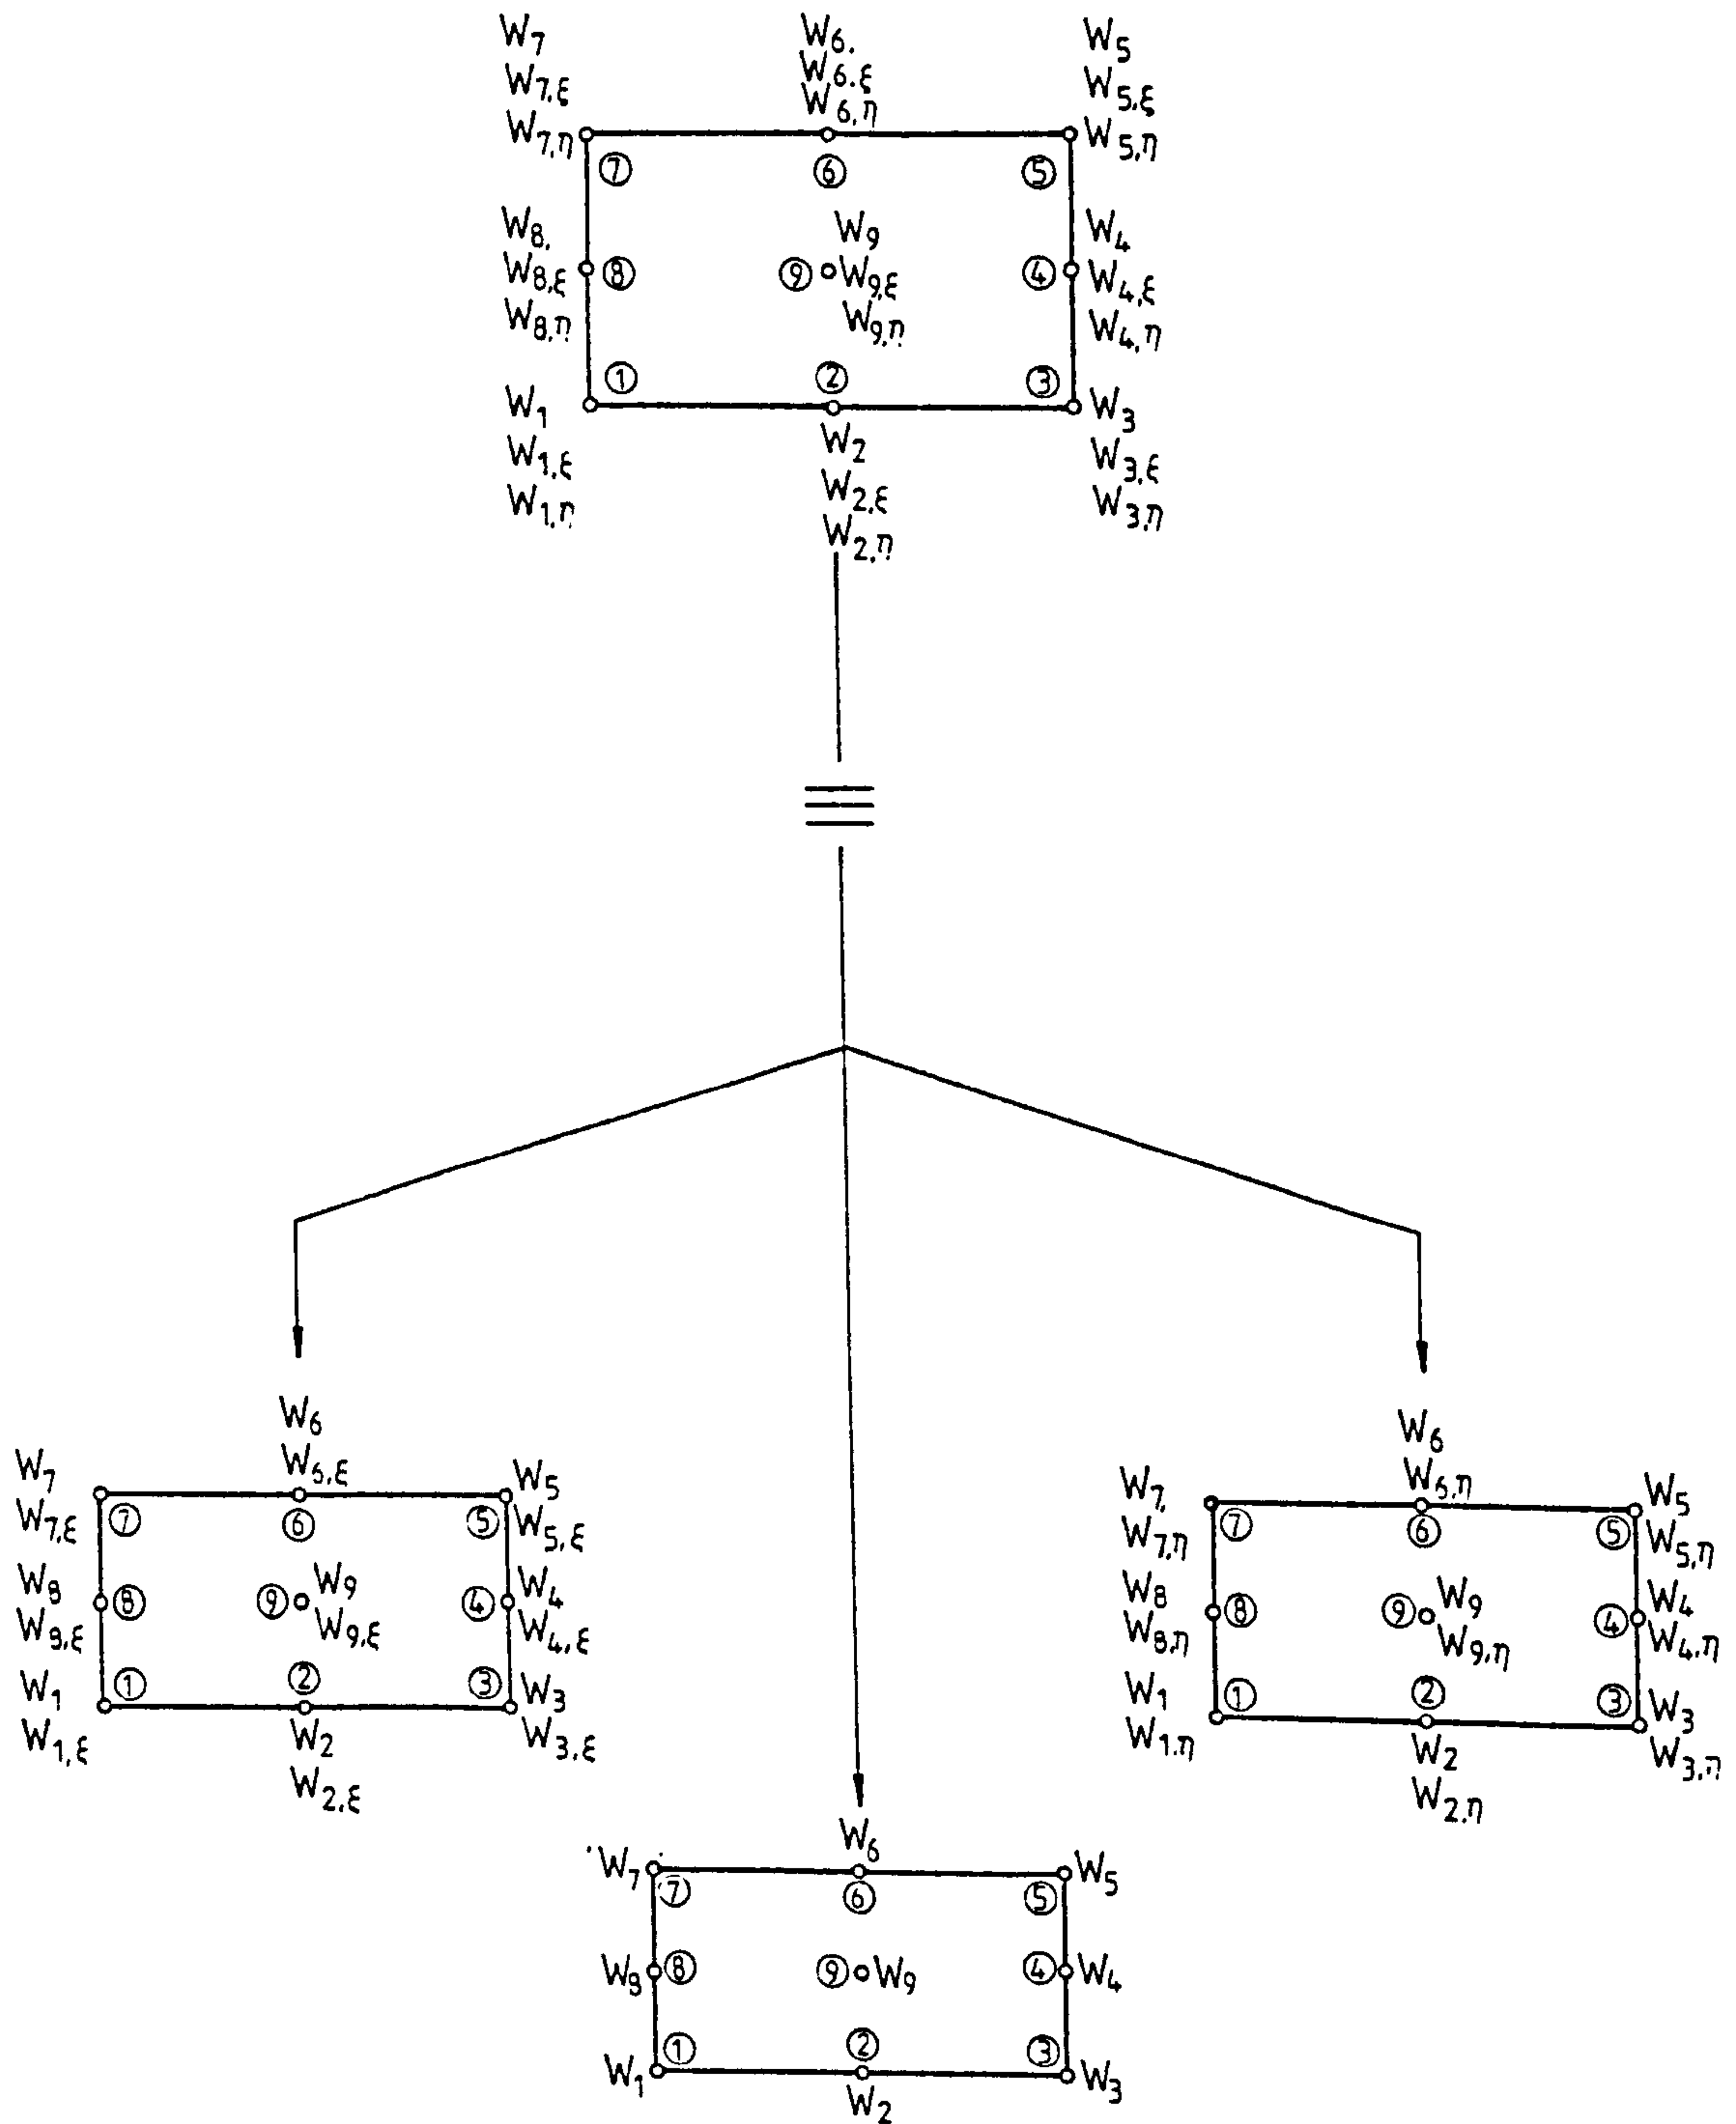 W₇
W₇,ξ
W₇,η
W₆.
W₆.ξ
W₆,η
W₅
W₅,ξ
W₅,η
⑦
⑥
⑤
W₈.
W₈,ξ
W₈,η
⑧
⑨
W₉
W₉,ξ
W₉,η
④
W₄
W₄,ξ
W₄,η
①
②
③
W₁
W₁,ξ
W₁,η
W₂
W₂,ξ
W₂,η
W₃
W₃,ξ
W₃,η
≡
W₆
W₆,ξ
W₇
W₇,ξ
W₅
W₅,ξ
⑦
⑥
⑤
W₈
W₈,ξ
⑧
⑨
W₉
W₉,ξ
④
W₄
W₄,ξ
①
②
③
W₁
W₁,ξ
W₂
W₂,ξ
W₃
W₃,ξ
W₆
W₆,η
W₇,
W₇,η
W₅
W₅,η
⑦
⑥
⑤
W₈
W₈,η
⑧
⑨
W₉
W₉,η
④
W₄
W₄,η
①
②
③
W₁
W₁,η
W₂
W₂,η
W₃
W₃,η
W₆
W₇
W₅
⑦
⑥
⑤
W₈
⑧
⑨
W₉
④
W₄
①
②
③
W₁
W₂
W₃